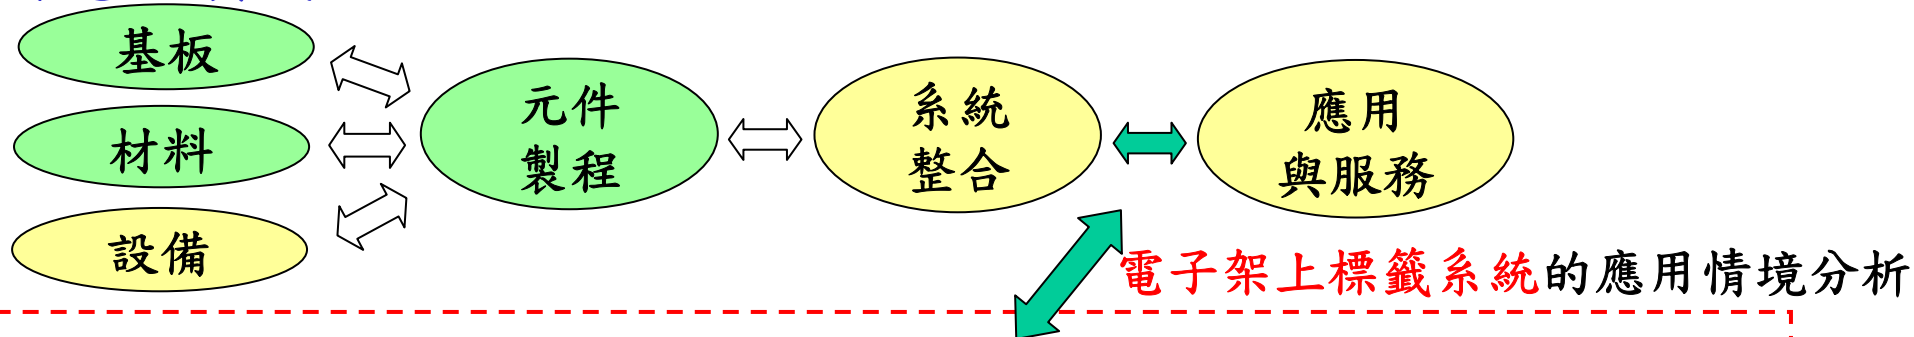 基板
材料
設備
元件
製程
系統
整合
應用
與服務
電子架上標籤系統的應用情境分析